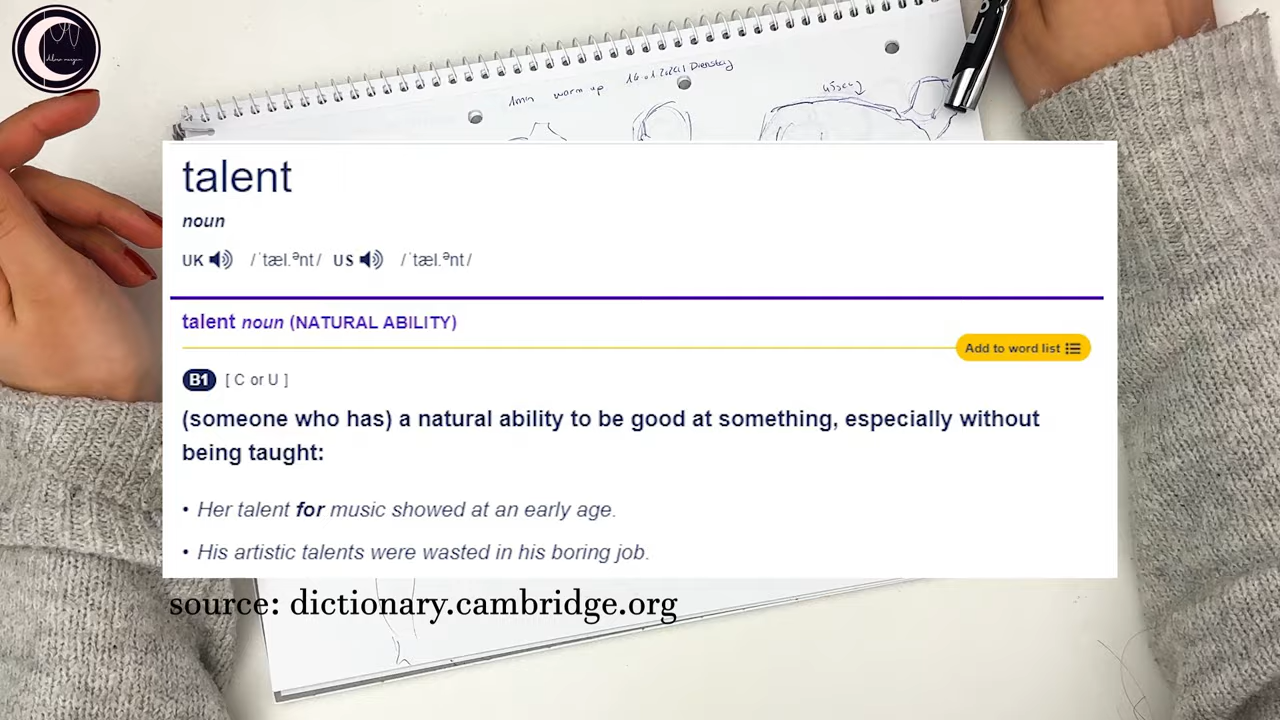 1min warm up
talent
noun
UK /ˈtæl.ənt/ US /ˈtæl.ənt/
talent noun (NATURAL ABILITY)
Add to word list
B1 [ C or U ]
(someone who has) a natural ability to be good at something, especially without
being taught:
• Her talent for music showed at an early age.
• His artistic talents were wasted in his boring job.
source: dictionary.cambridge.org